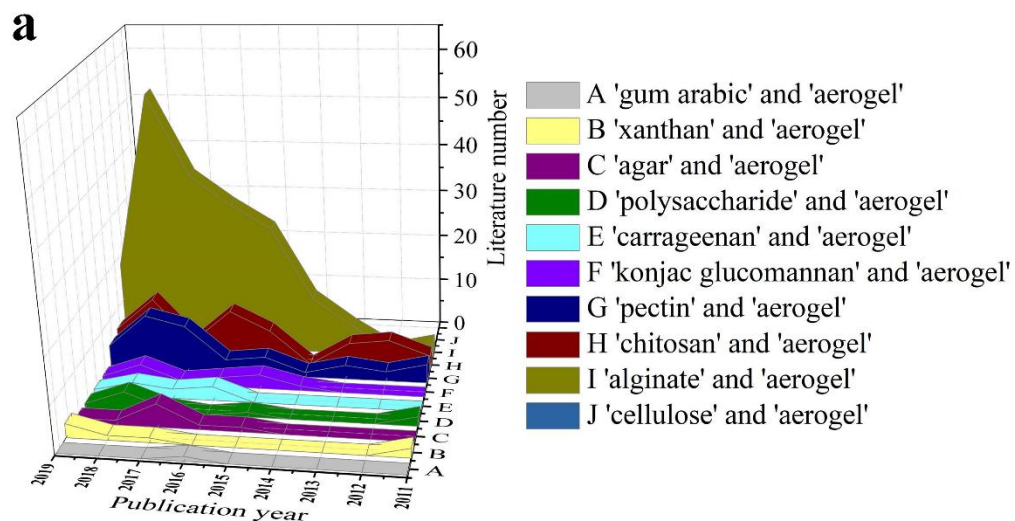 a
60
50
40
30
20
10
0
Literature number
J
I
H
G
F
E
D
C
B
A
2019
2018
2017
2016
2015
2014
2013
2012
2011
Publication year
A 'gum arabic' and 'aerogel'
B 'xanthan' and 'aerogel'
C 'agar' and 'aerogel'
D 'polysaccharide' and 'aerogel'
E 'carrageenan' and 'aerogel'
F 'konjac glucomannan' and 'aerogel'
G 'pectin' and 'aerogel'
H 'chitosan' and 'aerogel'
I 'alginate' and 'aerogel'
J 'cellulose' and 'aerogel'